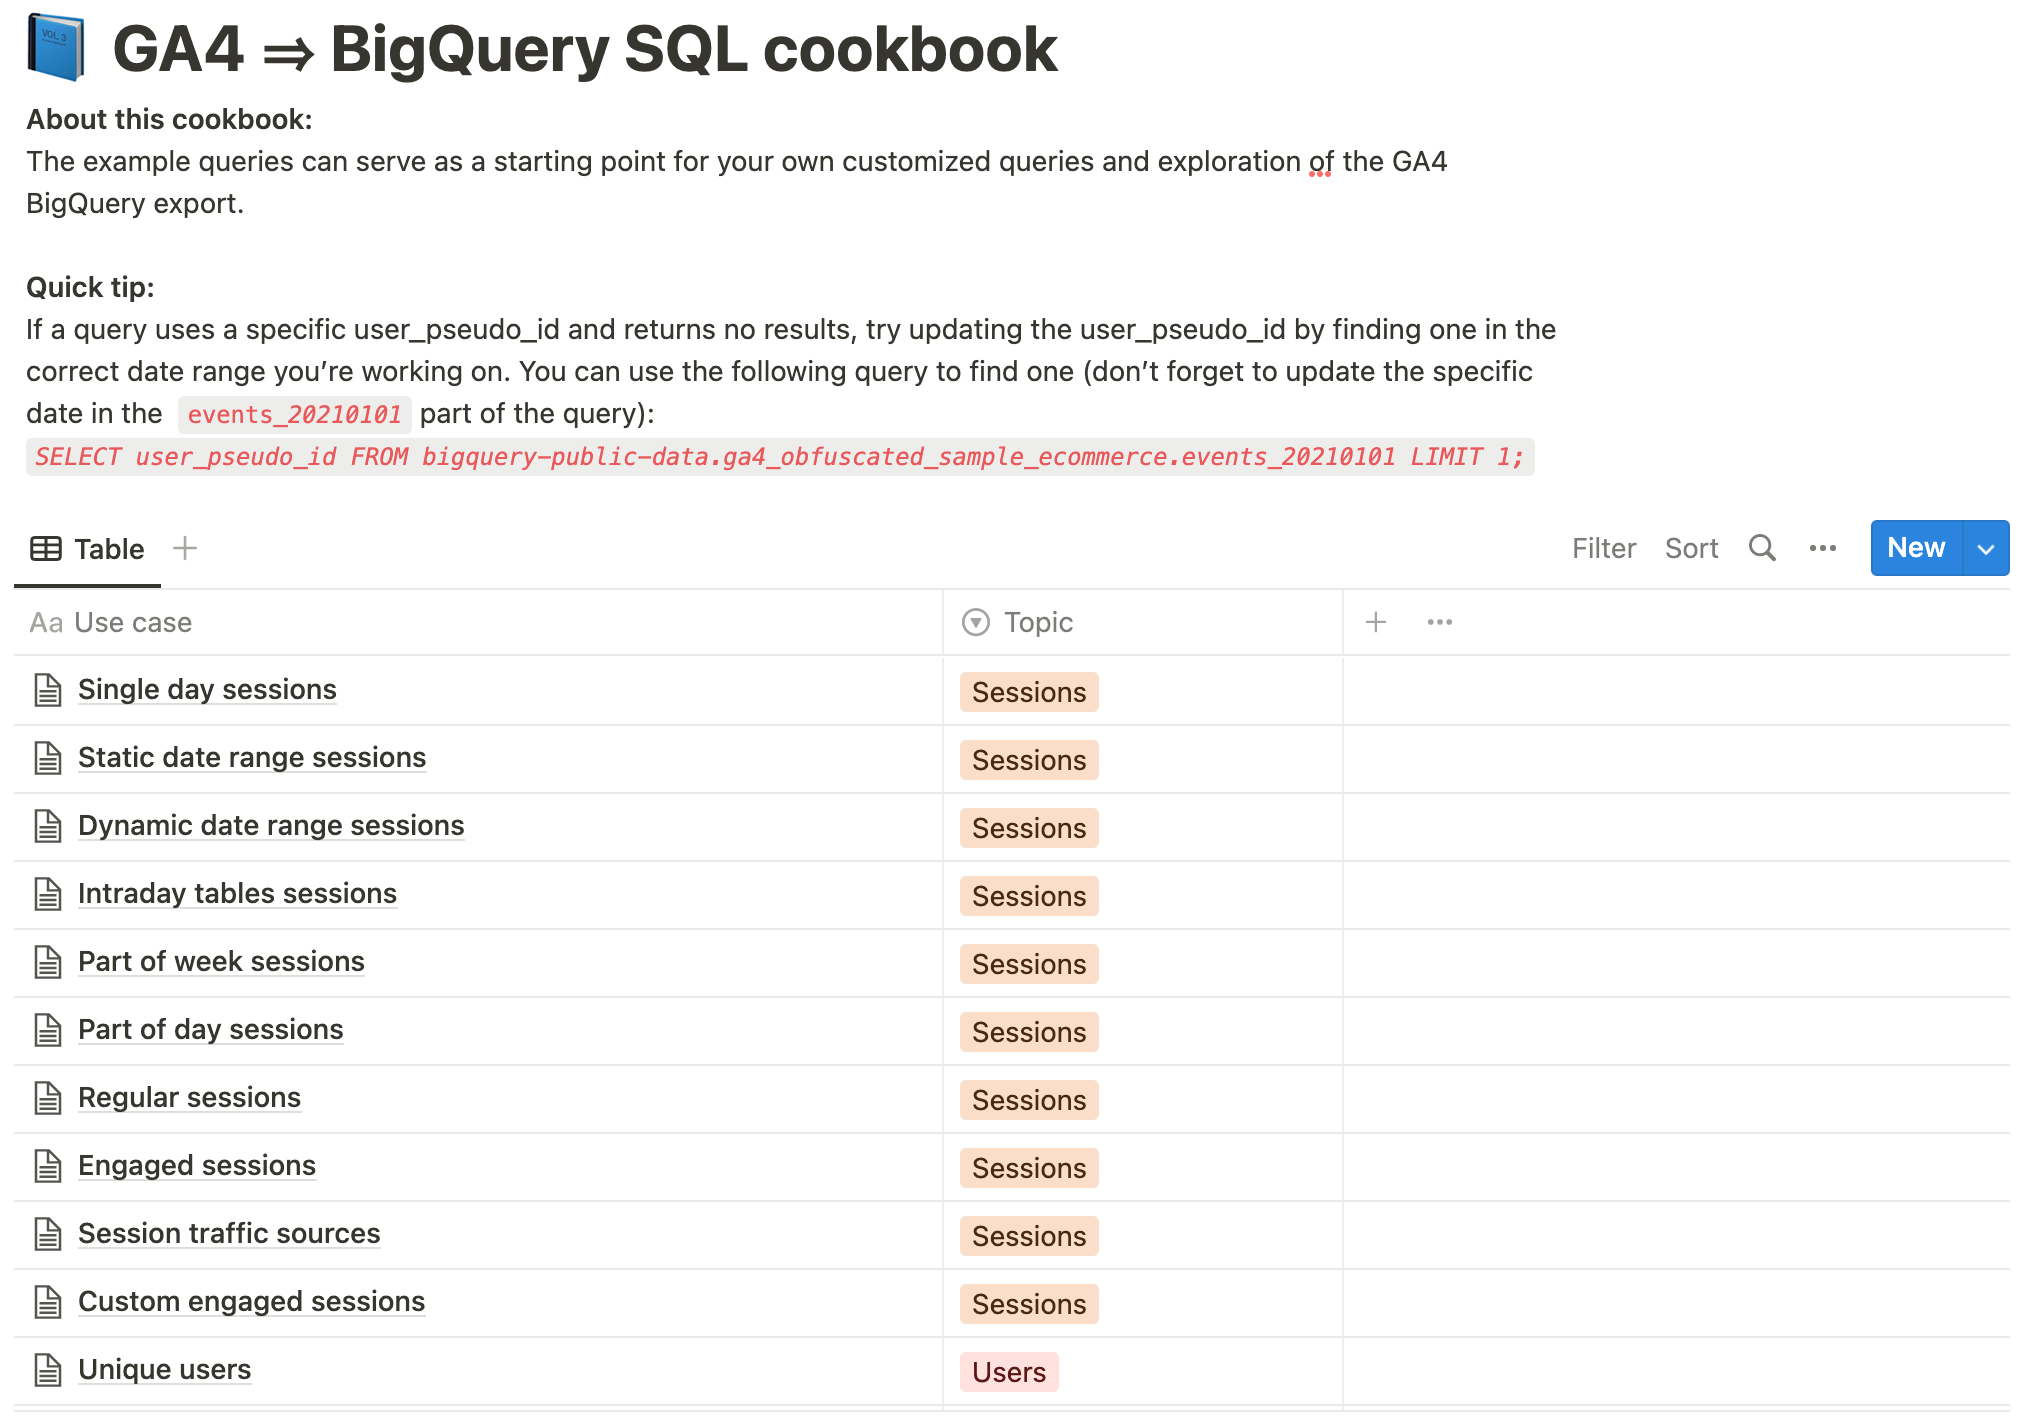 VOL. 3
GA4 ⇒ BigQuery SQL cookbook
About this cookbook:
The example queries can serve as a starting point for your own customized queries and exploration of the GA4
BigQuery export.
Quick tip:
If a query uses a specific user_pseudo_id and returns no results, try updating the user_pseudo_id by finding one in the
correct date range you’re working on. You can use the following query to find one (don’t forget to update the specific
date in the events_20210101 part of the query):
SELECT user_pseudo_id FROM bigquery-public-data.ga4_obfuscated_sample_ecommerce.events_20210101 LIMIT 1;
Table Filter Sort New
Aa Use case Topic
Single day sessions Sessions
Static date range sessions Sessions
Dynamic date range sessions Sessions
Intraday tables sessions Sessions
Part of week sessions Sessions
Part of day sessions Sessions
Regular sessions Sessions
Engaged sessions Sessions
Session traffic sources Sessions
Custom engaged sessions Sessions
Unique users Users